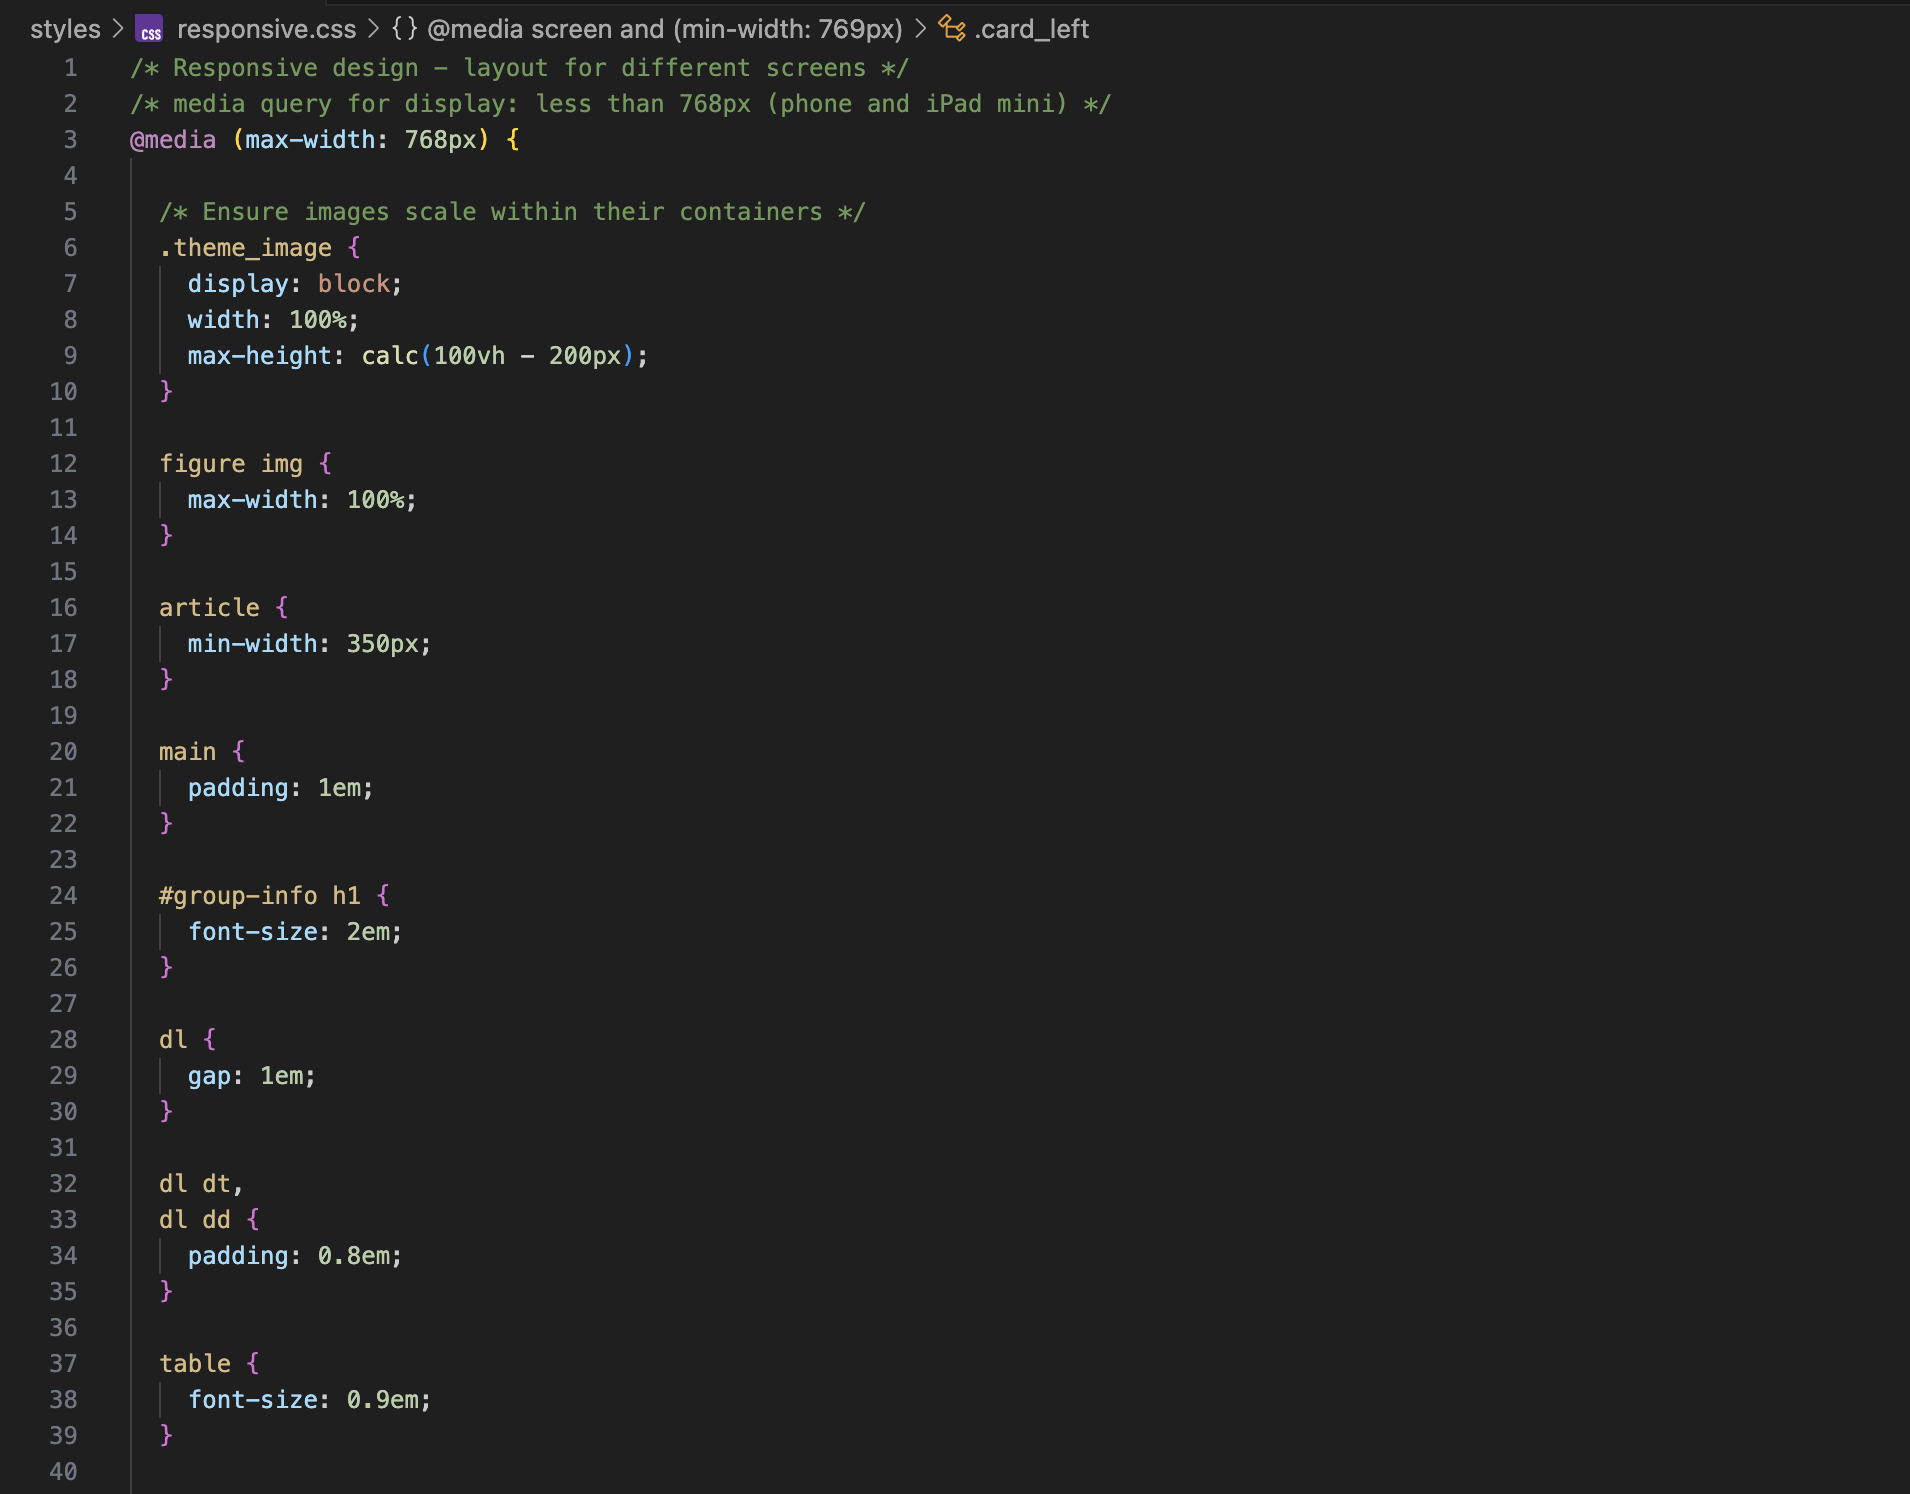 styles > css responsive.css > {} @media screen and (min-width: 769px) > .card_left
1 /* Responsive design - layout for different screens */
2 /* media query for display: less than 768px (phone and iPad mini) */
3 @media (max-width: 768px) {
4
5 /* Ensure images scale within their containers */
6 .theme_image {
7 display: block;
8 width: 100%;
9 max-height: calc(100vh - 200px);
10 }
11
12 figure img {
13 max-width: 100%;
14 }
15
16 article {
17 min-width: 350px;
18 }
19
20 main {
21 padding: 1em;
22 }
23
24 #group-info h1 {
25 font-size: 2em;
26 }
27
28 dl {
29 gap: 1em;
30 }
31
32 dl dt,
33 dl dd {
34 padding: 0.8em;
35 }
36
37 table {
38 font-size: 0.9em;
39 }
40